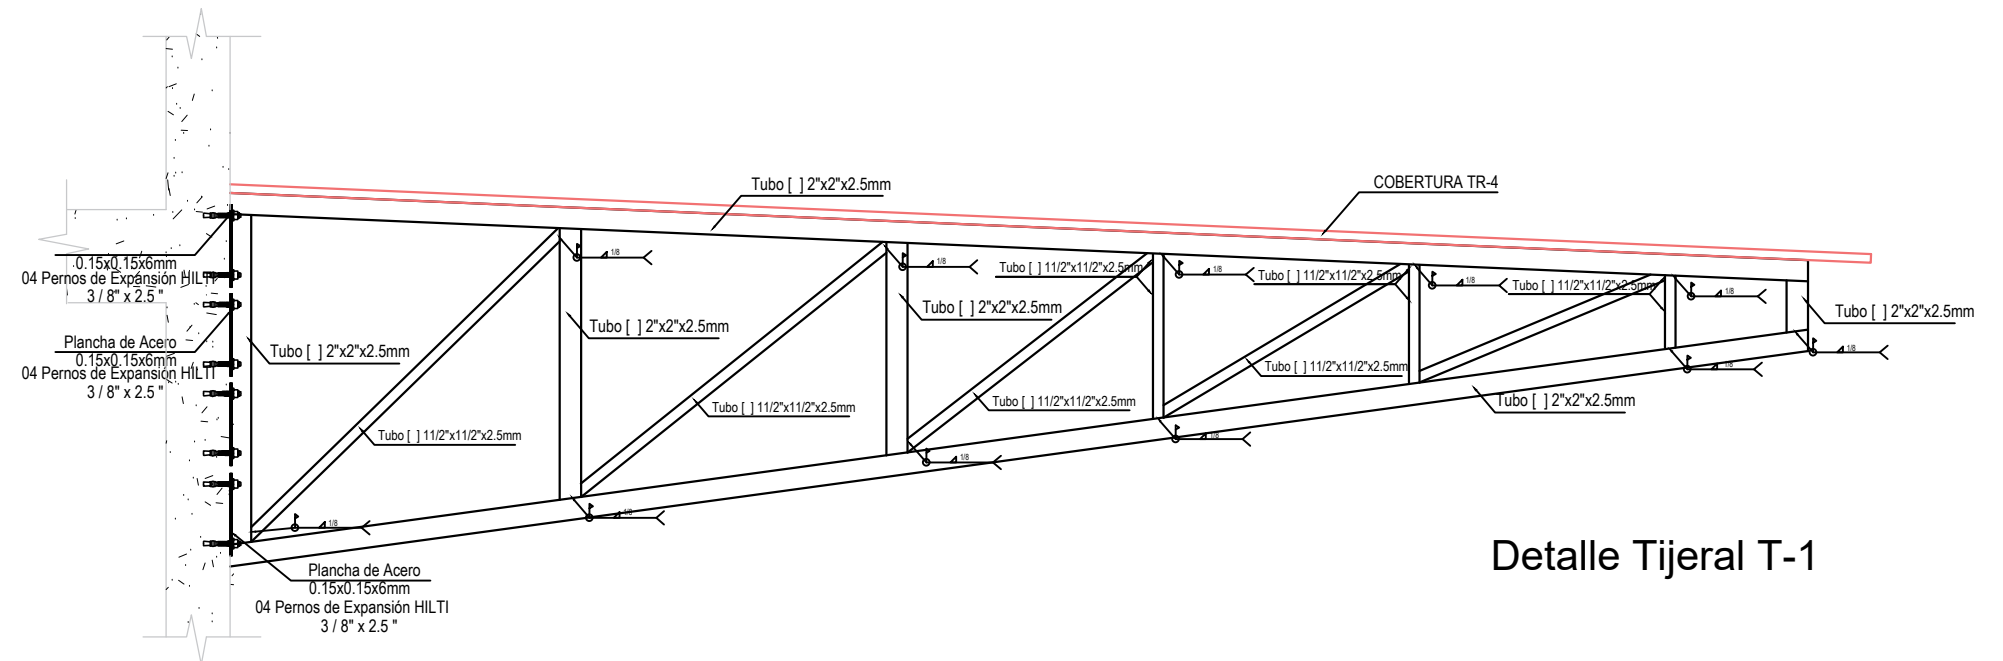 Tubo [ ] 2"x2"x2.5mm
COBERTURA TR-4
0.15x0.15x6mm
04 Pernos de Expansión HILTI
3 / 8" x 2.5 "
Plancha de Acero
0.15x0.15x6mm
04 Pernos de Expansión HILTI
3 / 8" x 2.5 "
Tubo [ ] 2"x2"x2.5mm
Tubo [ ] 2"x2"x2.5mm
Tubo [ ] 2"x2"x2.5mm
Tubo [ ] 11/2"x11/2"x2.5mm
Tubo [ ] 11/2"x11/2"x2.5mm
Tubo [ ] 11/2"x11/2"x2.5mm
Tubo [ ] 2"x2"x2.5mm
1/8
1/8
1/8
1/8
1/8
Tubo [ ] 11/2"x11/2"x2.5mm
Tubo [ ] 11/2"x11/2"x2.5mm
Tubo [ ] 11/2"x11/2"x2.5mm
Tubo [ ] 11/2"x11/2"x2.5mm
Tubo [ ] 2"x2"x2.5mm
1/8
1/8
1/8
1/8
1/8
1/8
Plancha de Acero
0.15x0.15x6mm
04 Pernos de Expansión HILTI
3 / 8" x 2.5 "
Detalle Tijeral T-1